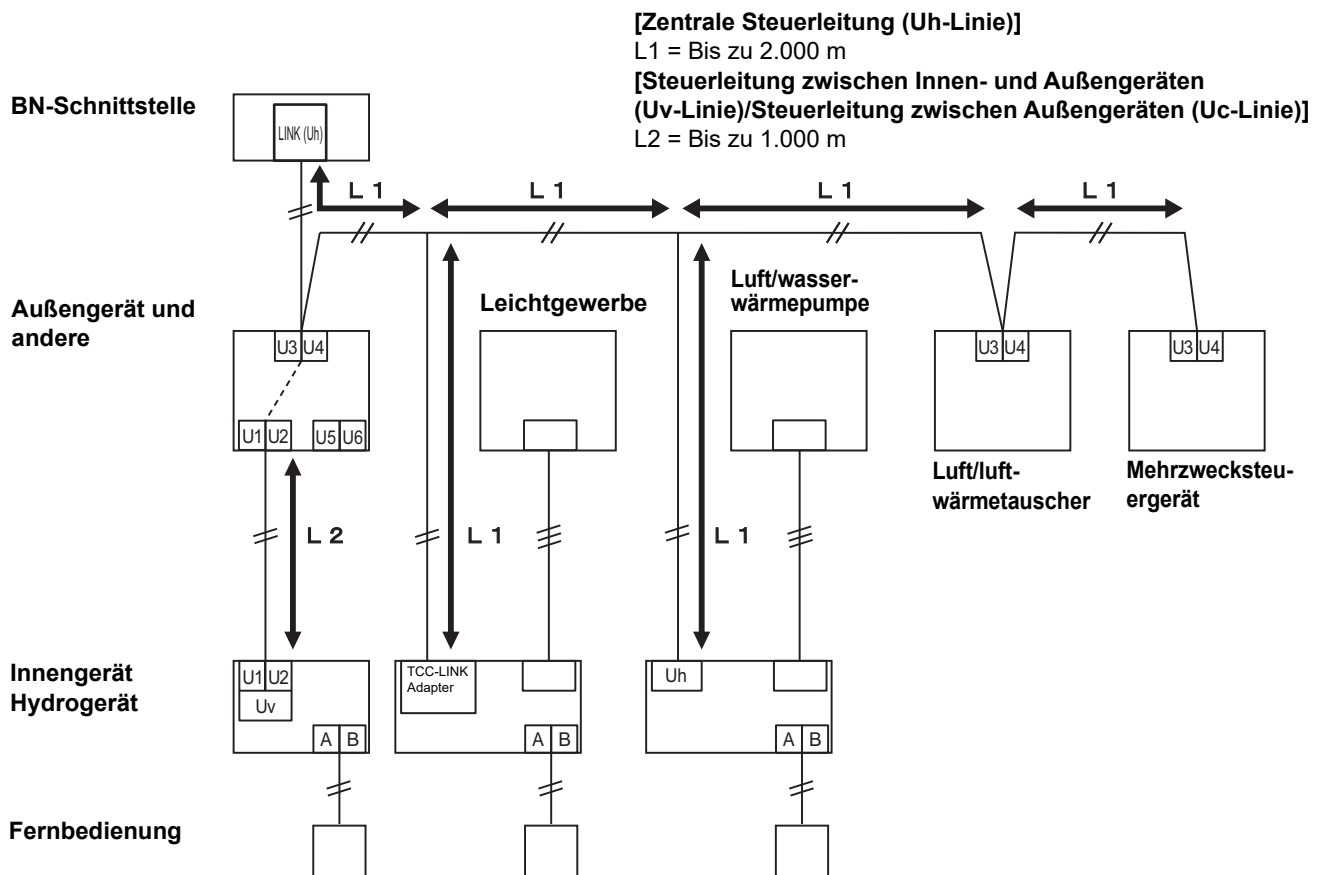 [Zentrale Steuerleitung (Uh-Linie)]
L1 = Bis zu 2.000 m
[Steuerleitung zwischen Innen- und Außengeräten
(Uv-Linie)/Steuerleitung zwischen Außengeräten (Uc-Linie)]
L2 = Bis zu 1.000 m
BN-Schnittstelle
LINK (Uh)
L 1
L 1
L 1
L 1
Außengerät und
andere
Leichtgewerbe
Luft/wasser-
wärmepumpe
U3 U4
U3 U4
U3 U4
U1 U2
U5 U6
Luft/luft-
wärmetauscher
Mehrzwecksteu-
ergerät
L 2
L 1
L 1
Innengerät
Hydrogerät
U1 U2
Uv
TCC-LINK
Adapter
Uh
A B
A B
A B
Fernbedienung